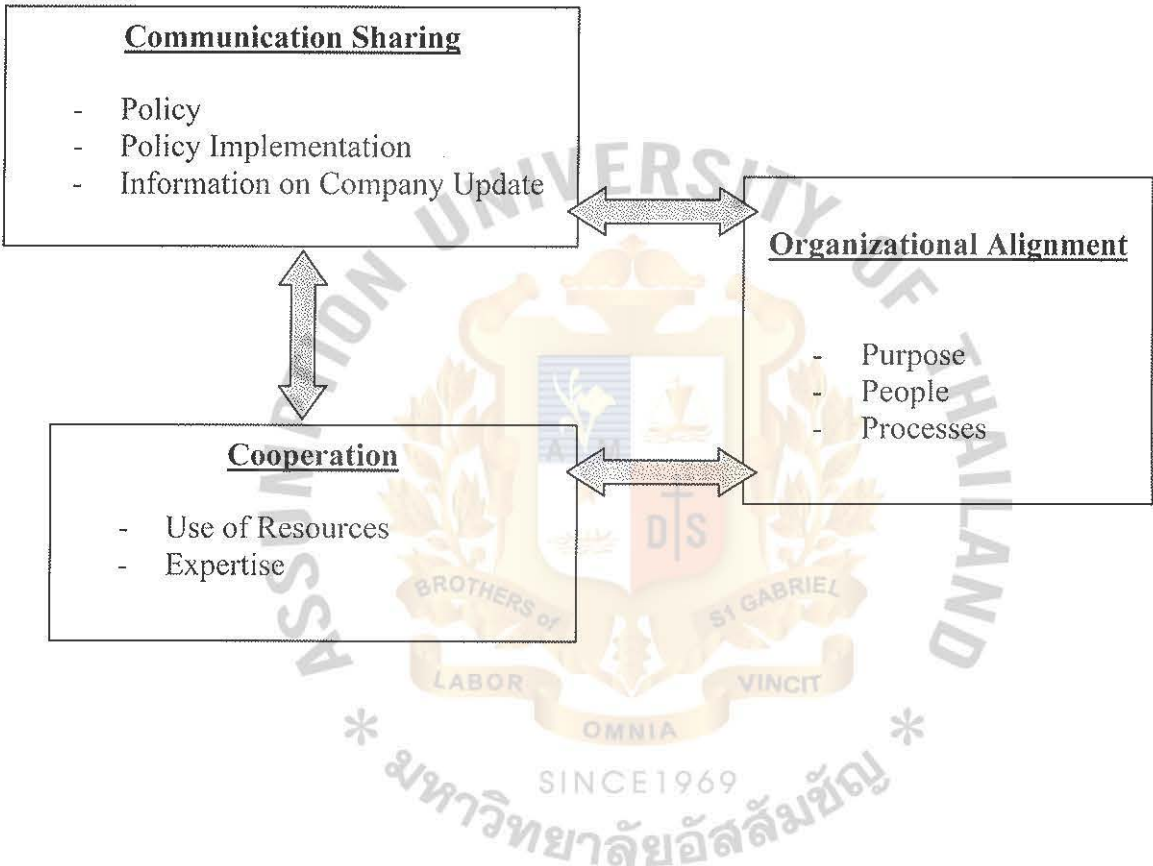 Communication Sharing
- Policy
- Policy Implementation
- Information on Company Update
Organizational Alignment
- Purpose
- People
- Processes
Cooperation
- Use of Resources
- Expertise
ASSUMPTION UNIVERSITY OF THAILAND
A M
D S
BROTHERS of ST GABRIEL
LABOR
OMNIA
VINCIT
SINCE1969
* มหาวิทยาลัยอัสสัมชัญ *